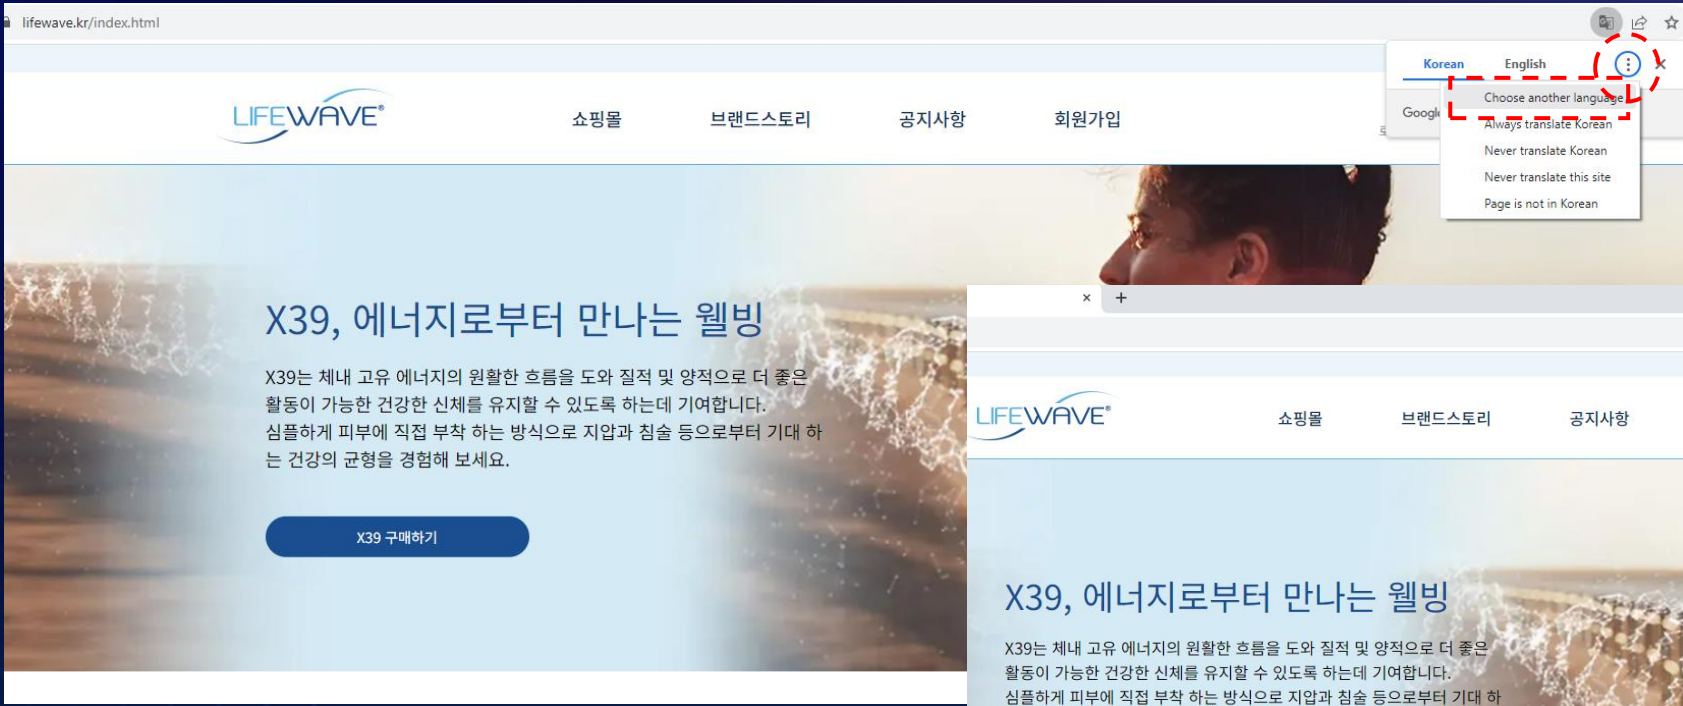 lifewave.kr/index.html
Korean English
Choose another language
Always translate Korean
Never translate Korean
Never translate this site
Page is not in Korean
Google
LIFEWAVE®
쇼핑몰 브랜드스토리 공지사항 회원가입
X39, 에너지로부터 만나는 웰빙
X39는 체내 고유 에너지의 원활한 흐름을 도와 질적 및 양적으로 더 좋은
활동이 가능한 건강한 신체를 유지할 수 있도록 하는데 기여합니다.
심플하게 피부에 직접 부착 하는 방식으로 지압과 침술 등으로부터 기대 하
는 건강의 균형을 경험해 보세요.
X39 구매하기
LIFEWAVE®
쇼핑몰 브랜드스토리 공지사항
X39, 에너지로부터 만나는 웰빙
X39는 체내 고유 에너지의 원활한 흐름을 도와 질적 및 양적으로 더 좋은
활동이 가능한 건강한 신체를 유지할 수 있도록 하는데 기여합니다.
심플하게 피부에 직접 부착 하는 방식으로 지압과 침술 등으로부터 기대 하